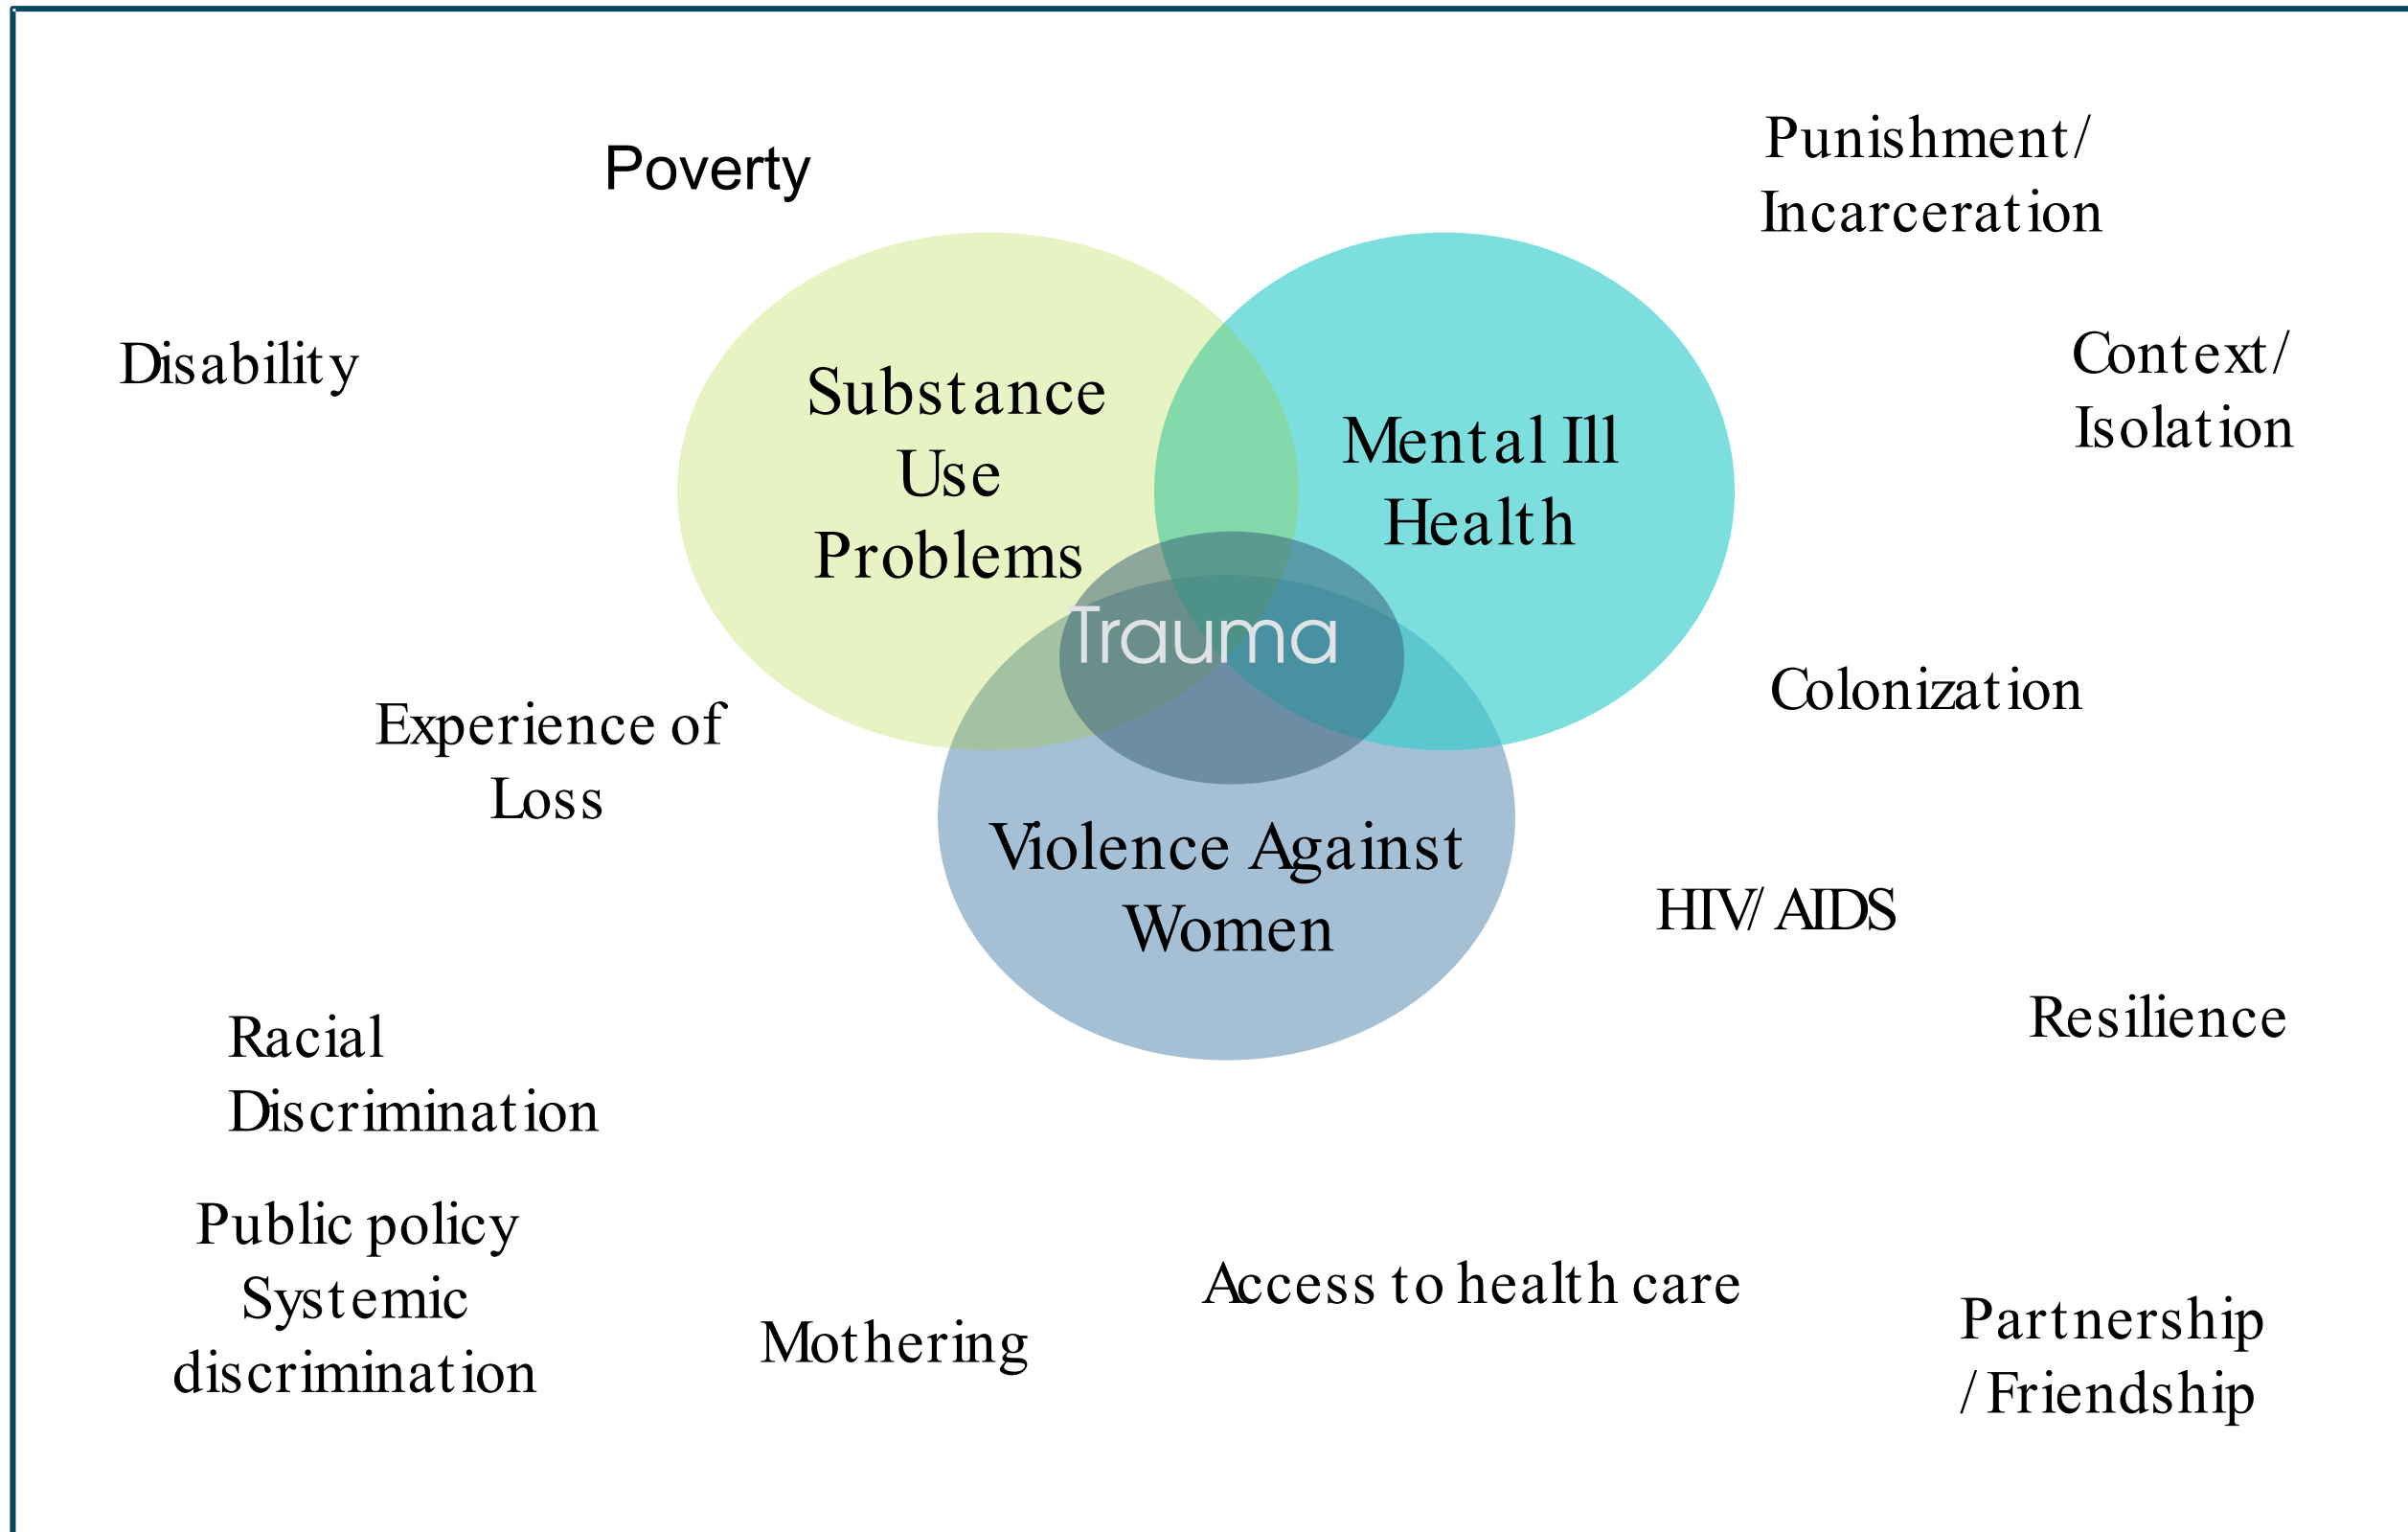 Poverty
Punishment/
Incarceration
Disability
Context/
Isolation
Substance
Use
Problems
Mental Ill
Health
Trauma
Experience of
Loss
Colonization
Violence Against
Women
HIV/AIDS
Resilience
Racial
Discrimination
Public policy
Systemic
discrimination
Mothering
Access to health care
Partnership
/Friendship